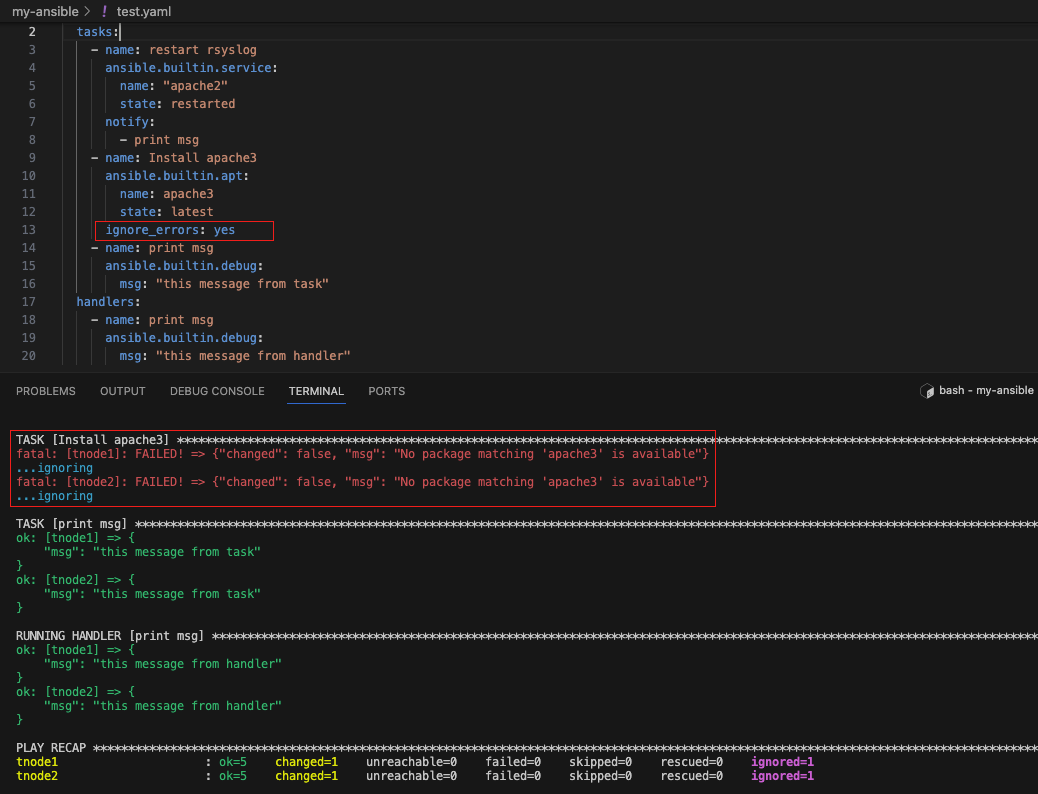 my-ansible > ! test.yaml
2 tasks:
3 - name: restart rsyslog
4 ansible.builtin.service:
5 name: "apache2"
6 state: restarted
7 notify:
8 - print msg
9 - name: Install apache3
10 ansible.builtin.apt:
11 name: apache3
12 state: latest
13 ignore_errors: yes
14 - name: print msg
15 ansible.builtin.debug:
16 msg: "this message from task"
17 handlers:
18 - name: print msg
19 ansible.builtin.debug:
20 msg: "this message from handler"
PROBLEMS OUTPUT DEBUG CONSOLE TERMINAL PORTS bash - my-ansible
TASK [Install apache3] ****************************************************************
fatal: [tnode1]: FAILED! => {"changed": false, "msg": "No package matching 'apache3' is available"}
...ignoring
fatal: [tnode2]: FAILED! => {"changed": false, "msg": "No package matching 'apache3' is available"}
...ignoring
TASK [print msg] ****************************************************************
ok: [tnode1] => {
"msg": "this message from task"
}
ok: [tnode2] => {
"msg": "this message from task"
}
RUNNING HANDLER [print msg] ****************************************************************
ok: [tnode1] => {
"msg": "this message from handler"
}
ok: [tnode2] => {
"msg": "this message from handler"
}
PLAY RECAP ****************************************************************
tnode1 : ok=5 changed=1 unreachable=0 failed=0 skipped=0 rescued=0 ignored=1
tnode2 : ok=5 changed=1 unreachable=0 failed=0 skipped=0 rescued=0 ignored=1